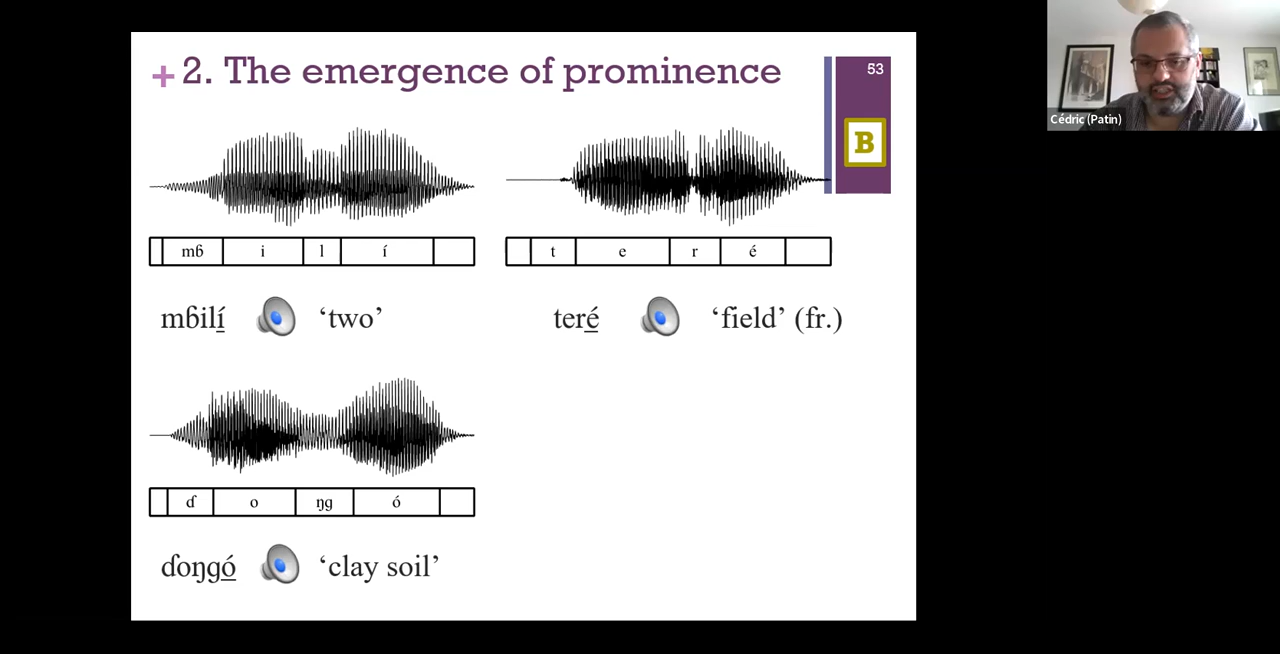 + 2. The emergence of prominence
53
B
mɓ i l í
t e r é
mɓilí ‘two’
teré ‘field’ (fr.)
ɗ o ŋg ó
ɗoŋgó ‘clay soil’
Cédric (Patin)